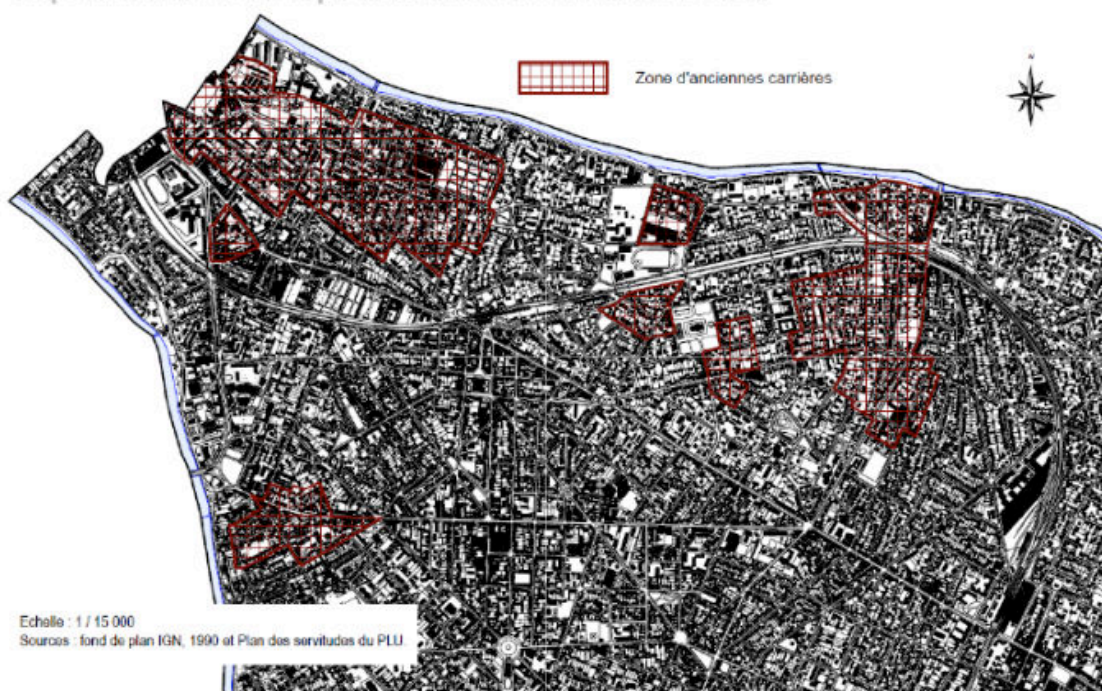 N
Zone d'anciennes carrières
Echelle : 1 / 15 000
Sources : fond de plan IGN, 1990 et Plan des servitudes du PLU.